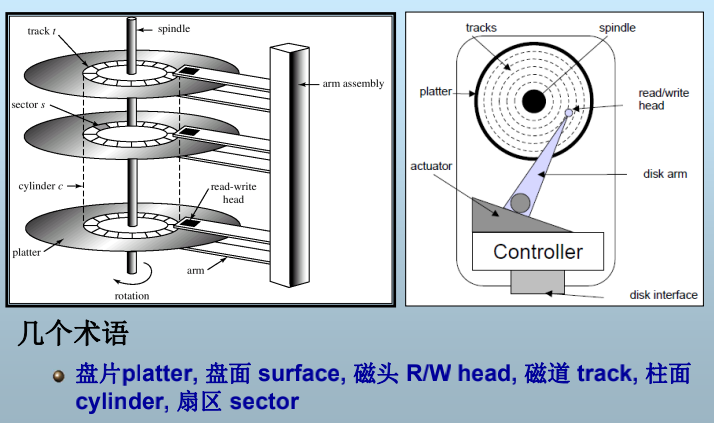 track t
spindle
arm assembly
sector s
cylinder c
read-write
head
platter
arm
rotation
tracks
spindle
platter
read/write
head
actuator
disk arm
Controller
disk interface
几个术语
盘片platter, 盘面 surface, 磁头 R/W head, 磁道 track, 柱面
cylinder, 扇区 sector